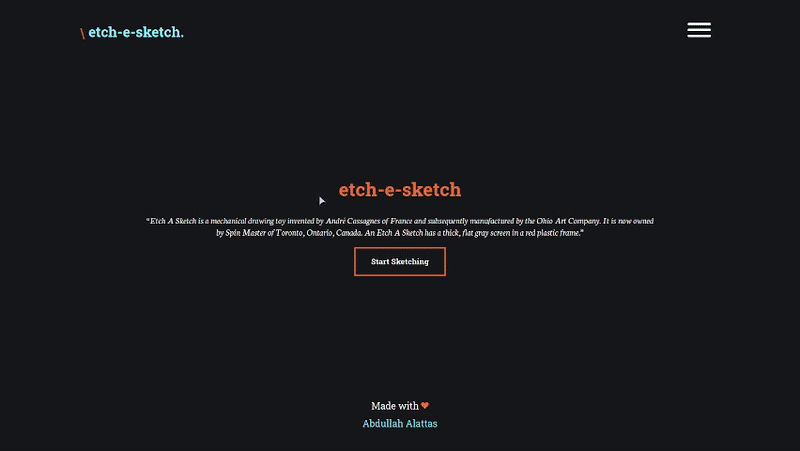 \ etch-e-sketch.
etch-e-sketch
"Etch A Sketch is a mechanical drawing toy invented by André Cassagnes of France and subsequently manufactured by the Ohio Art Company. It is now owned
by Spin Master of Toronto, Ontario, Canada. An Etch A Sketch has a thick, flat gray screen in a red plastic frame."
Start Sketching
Made with ❤
Abdullah Alattas